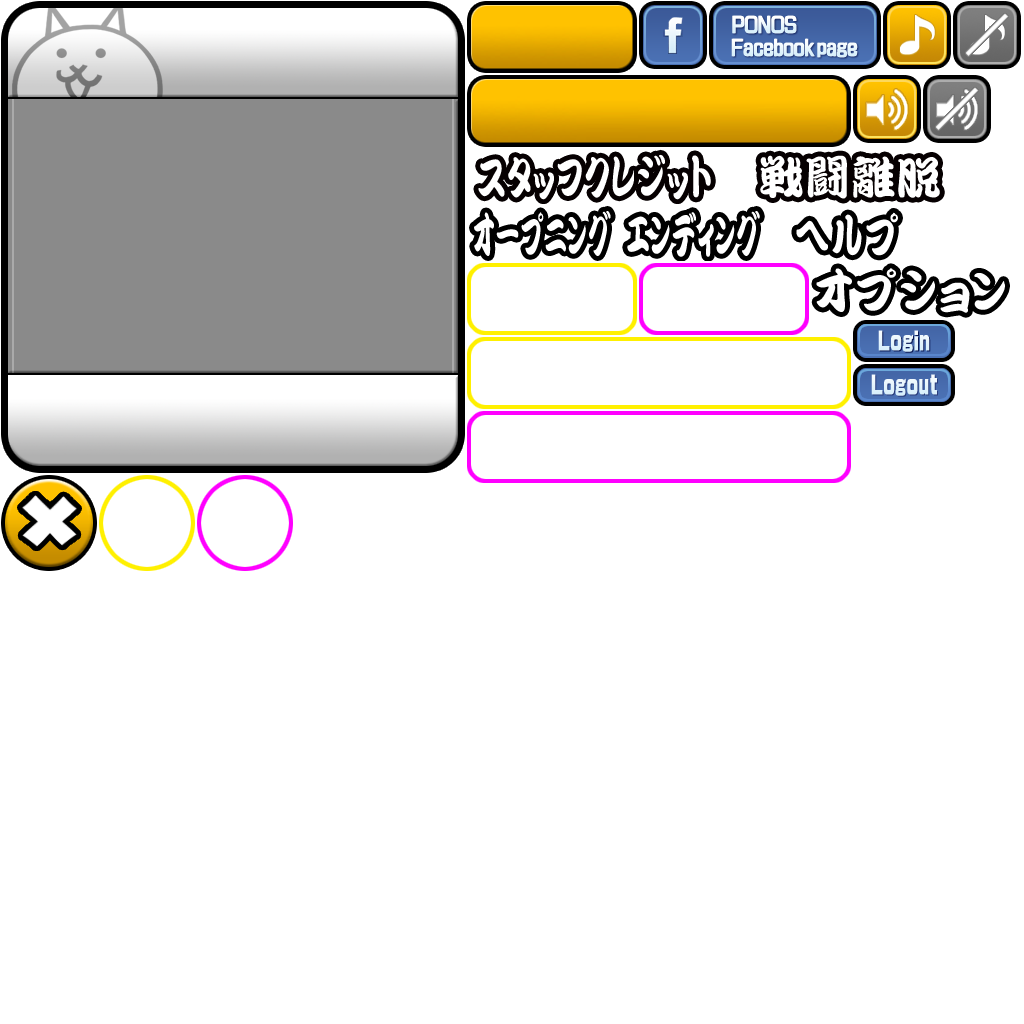 PONOS
Facebook page
スタッフクレジット
戦闘離脱
オープニング
エンディング
ヘルプ
オプション
Login
Logout